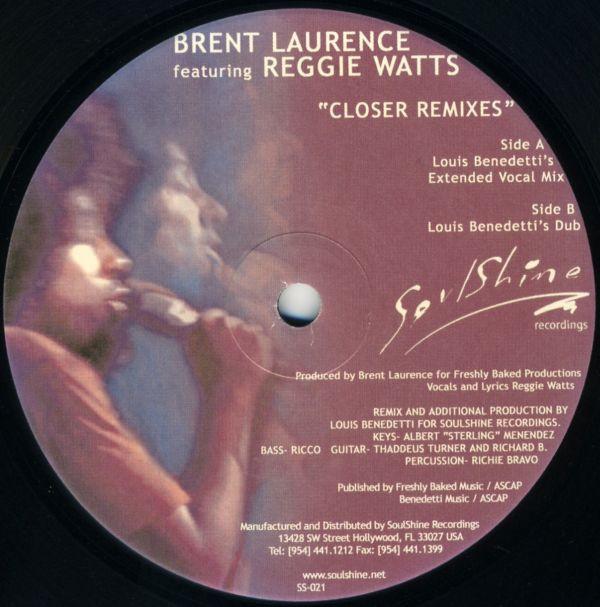 BRENT LAURENCE
featuring REGGIE WATTS
"CLOSER REMIXES"
Side A
Louis Benedetti's
Extended Vocal Mix
Side B
Louis Benedetti's Dub
SoulShine
recordings
Produced by Brent Laurence for Freshly Baked Productions
Vocals and Lyrics Reggie Watts
REMIX AND ADDITIONAL PRODUCTION BY
LOUIS BENEDETTI FOR SOULSHINE RECORDINGS.
KEYS- ALBERT "STERLING" MENENDEZ
BASS- RICCO GUITAR- THADDEUS TURNER AND RICHARD B.
PERCUSSION- RICHIE BRAVO
Published by Freshly Baked Music / ASCAP
Benedetti Music / ASCAP
Manufactured and Distributed by SoulShine Recordings
13428 SW Street Hollywood, FL 33027 USA
Tel: [954] 441.1212 Fax: [954] 441.1399
www.soulshine.net
SS-021